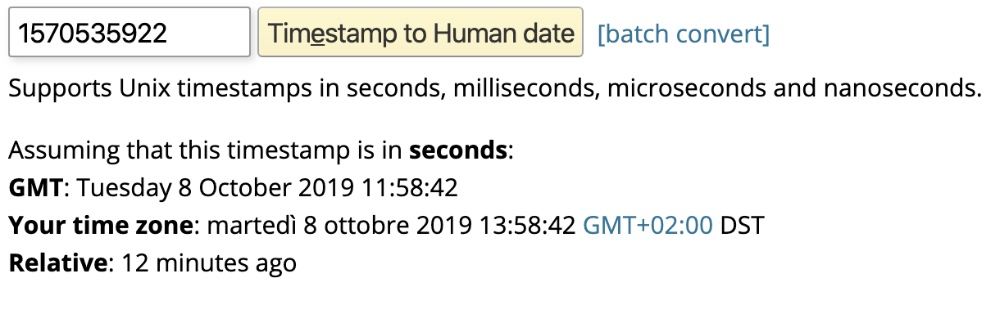 1570535922 Timestamp to Human date [batch convert]
Supports Unix timestamps in seconds, milliseconds, microseconds and nanoseconds.
Assuming that this timestamp is in seconds:
GMT: Tuesday 8 October 2019 11:58:42
Your time zone: martedì 8 ottobre 2019 13:58:42 GMT+02:00 DST
Relative: 12 minutes ago